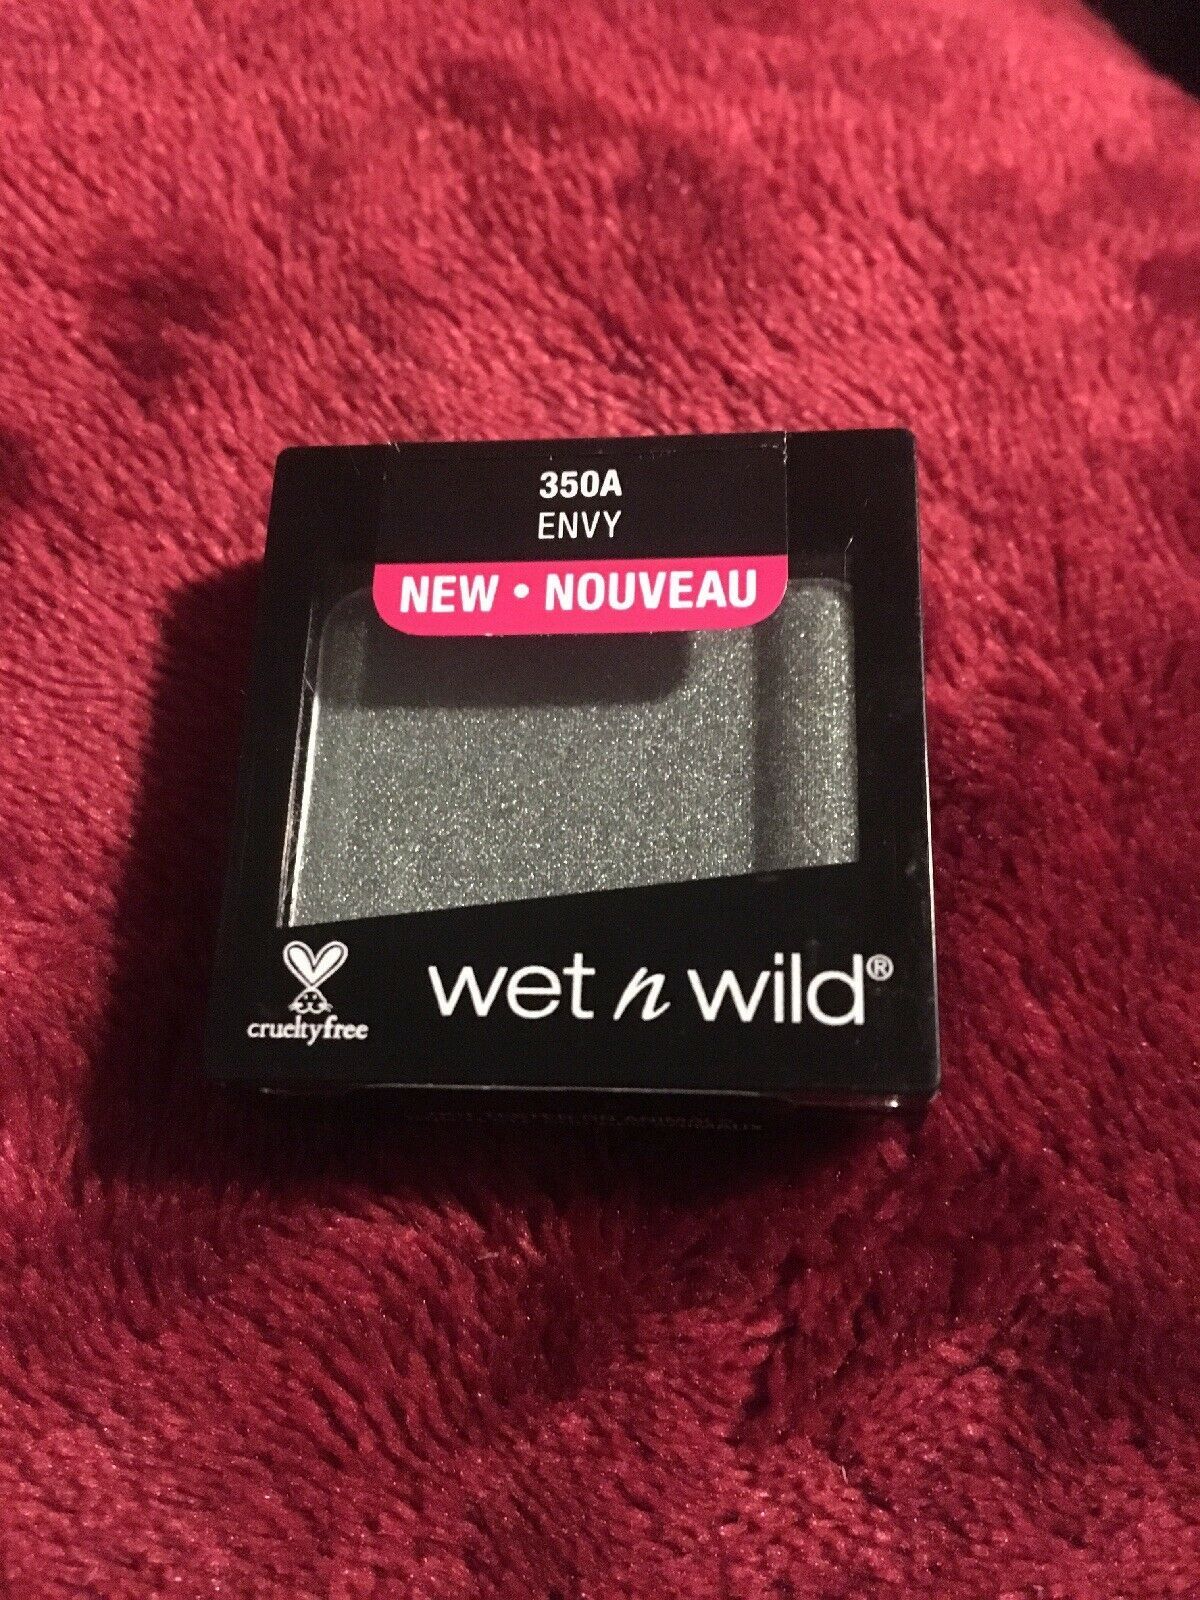 350A
ENVY
NEW • NOUVEAU
wet n wild®
crueltyfree